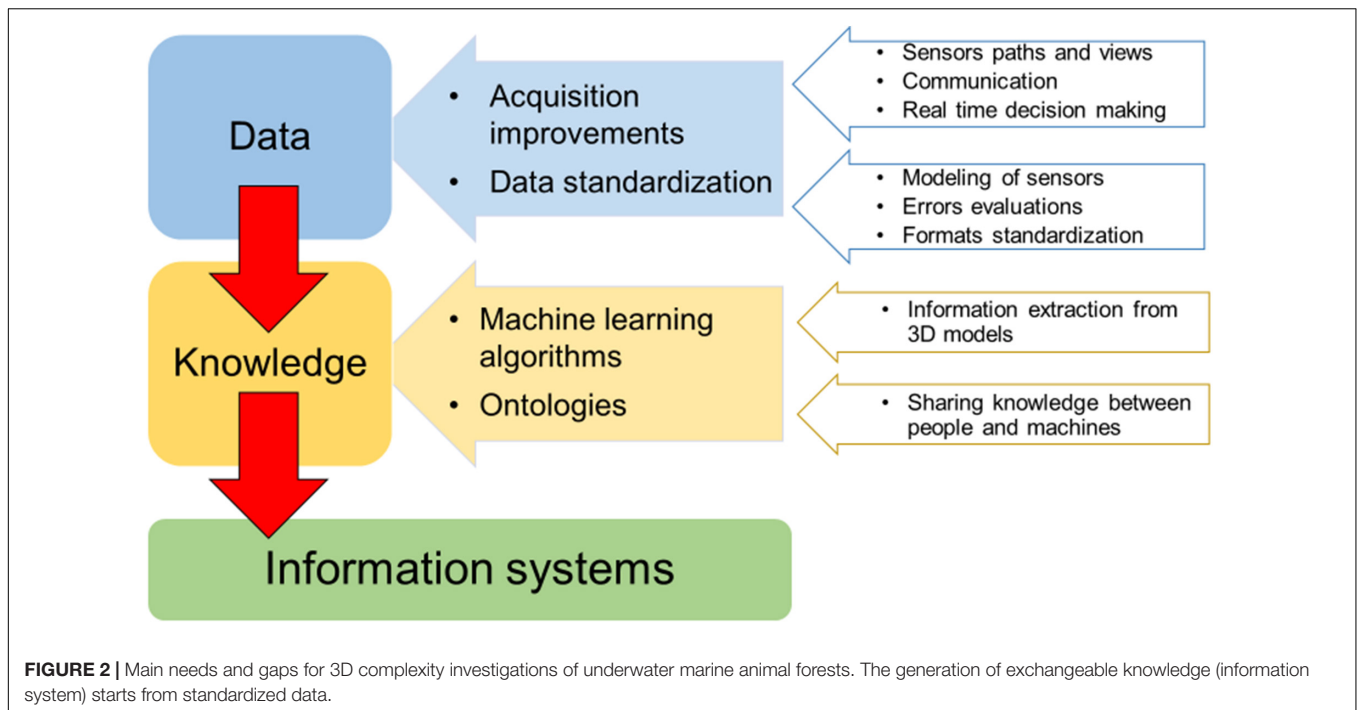 Data
• Acquisition
improvements
• Data standardization
• Sensors paths and views
• Communication
• Real time decision making
• Modeling of sensors
• Errors evaluations
• Formats standardization
Knowledge
• Machine learning
algorithms
• Ontologies
• Information extraction from
3D models
• Sharing knowledge between
people and machines
Information systems
FIGURE 2 | Main needs and gaps for 3D complexity investigations of underwater marine animal forests. The generation of exchangeable knowledge (information
system) starts from standardized data.